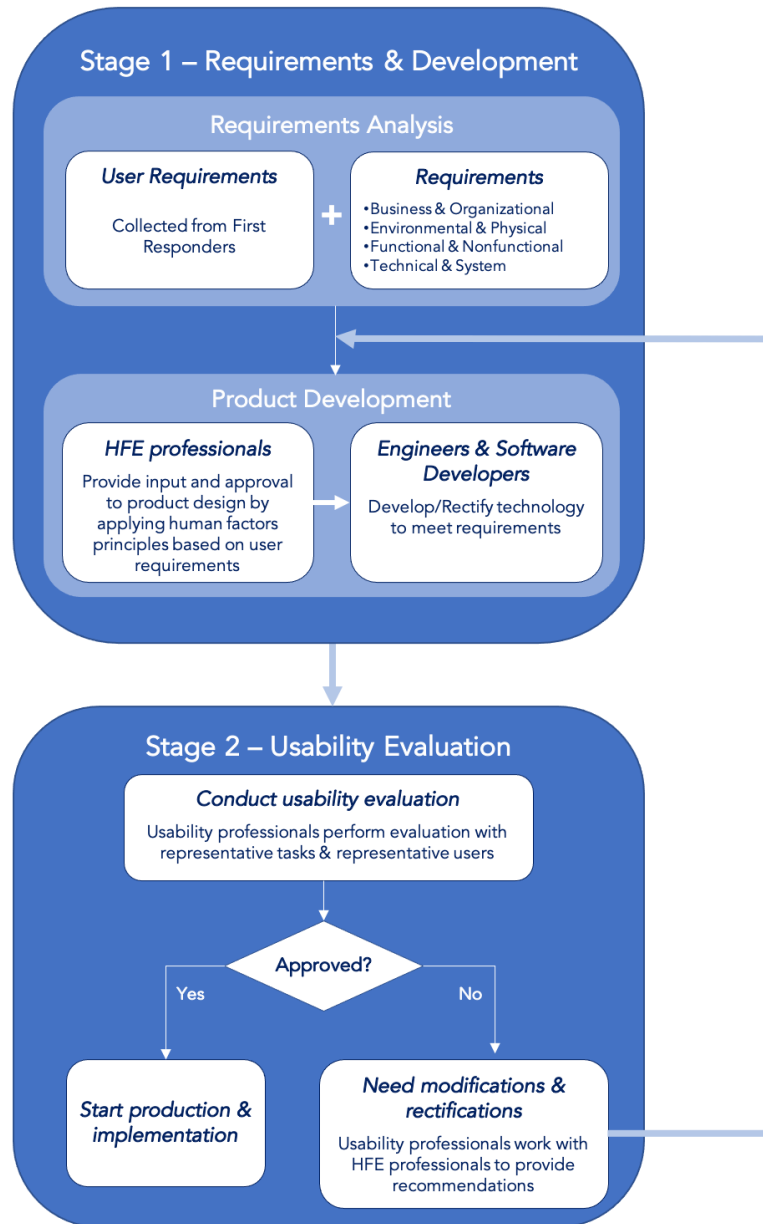 Stage 1 – Requirements & Development
Requirements Analysis
User Requirements
Collected from First
Responders
+
Requirements
•Business & Organizational
•Environmental & Physical
•Functional & Nonfunctional
•Technical & System
Product Development
HFE professionals
Provide input and approval
to product design by
applying human factors
principles based on user
requirements
Engineers & Software
Developers
Develop/Rectify technology
to meet requirements
Stage 2 – Usability Evaluation
Conduct usability evaluation
Usability professionals perform evaluation with
representative tasks & representative users
Approved?
Yes
No
Start production &
implementation
Need modifications &
rectifications
Usability professionals work with
HFE professionals to provide
recommendations